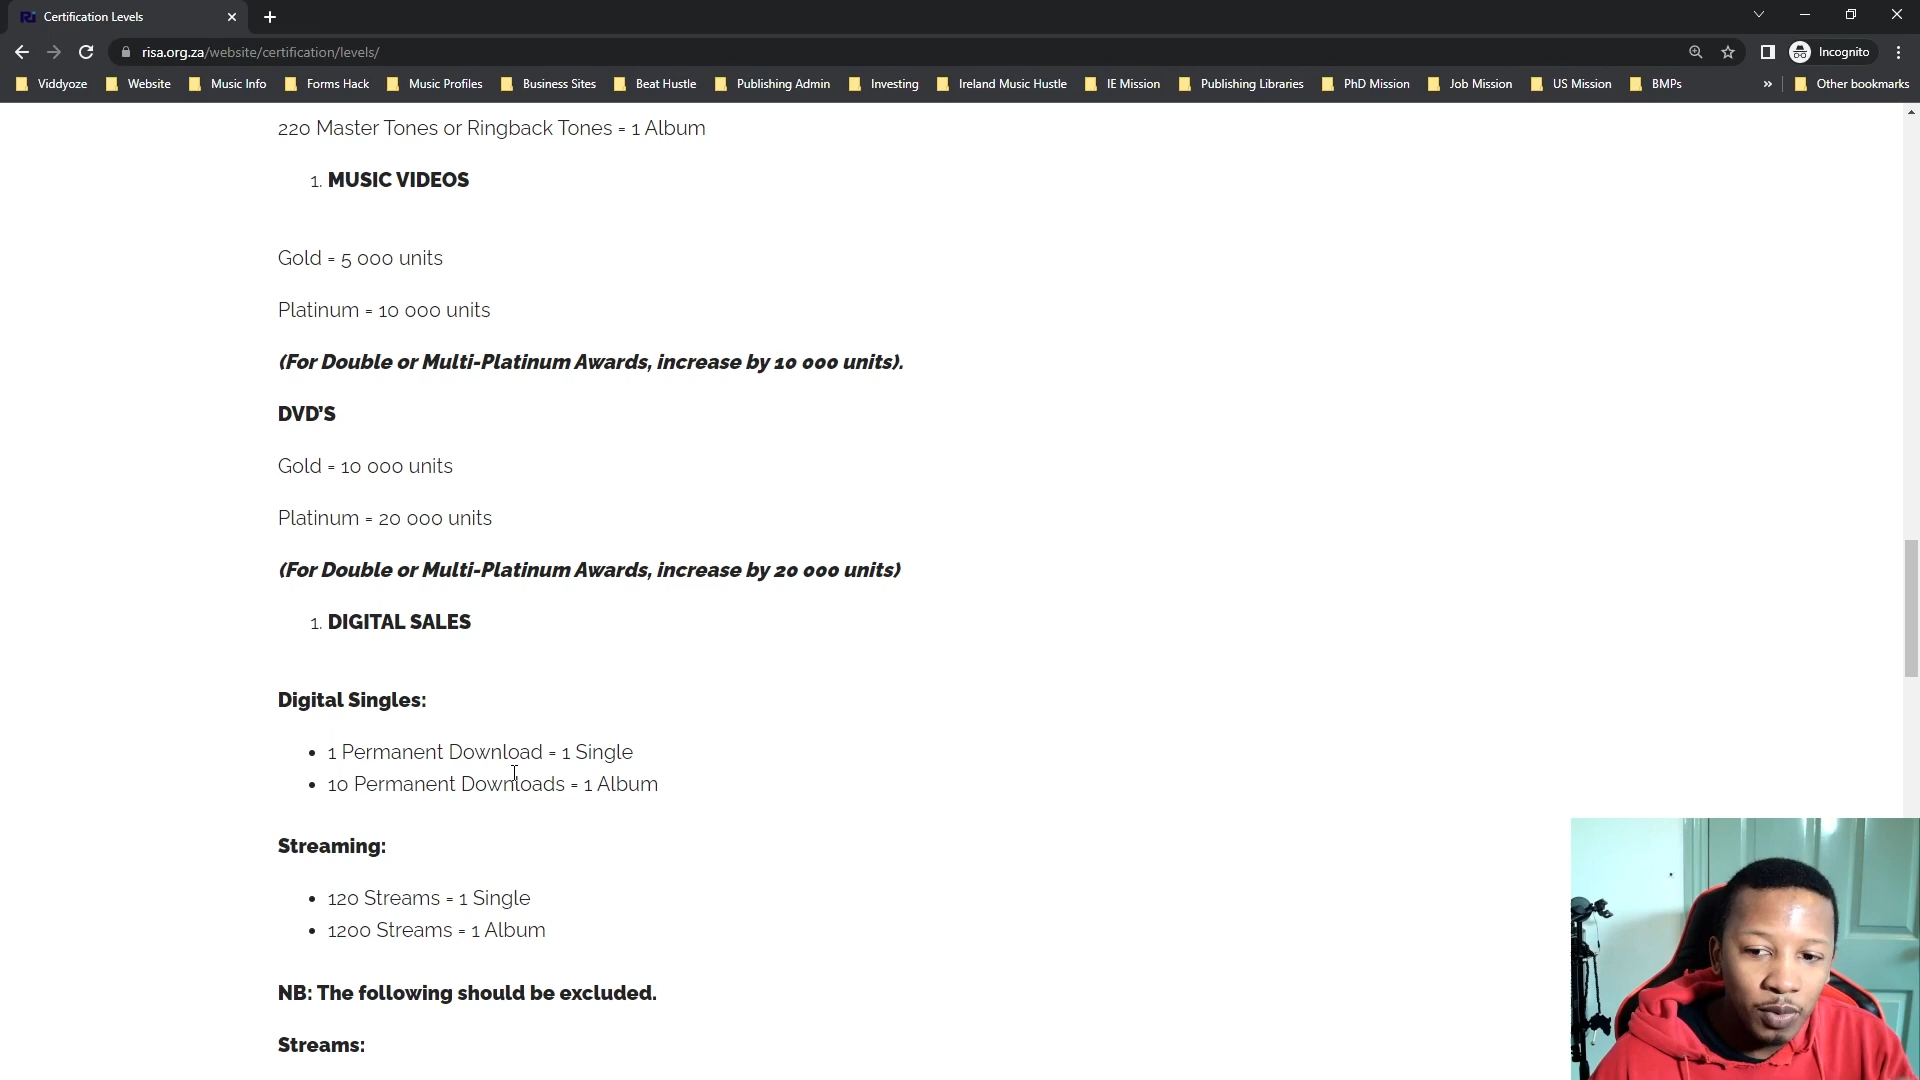 Certification Levels
risa.org.za/website/certification/levels/
Incognito
Viddyoze
Website
Music Info
Forms Hack
Music Profiles
Business Sites
Beat Hustle
Publishing Admin
Investing
Ireland Music Hustle
IE Mission
Publishing Libraries
PhD Mission
Job Mission
US Mission
BMPs
»
Other bookmarks
220 Master Tones or Ringback Tones = 1 Album
1. MUSIC VIDEOS
Gold = 5 000 units
Platinum = 10 000 units
(For Double or Multi-Platinum Awards, increase by 10 000 units).
DVD'S
Gold = 10 000 units
Platinum = 20 000 units
(For Double or Multi-Platinum Awards, increase by 20 000 units)
1. DIGITAL SALES
Digital Singles:
• 1 Permanent Download = 1 Single
• 10 Permanent Downloads = 1 Album
Streaming:
• 120 Streams = 1 Single
• 1200 Streams = 1 Album
NB: The following should be excluded.
Streams: